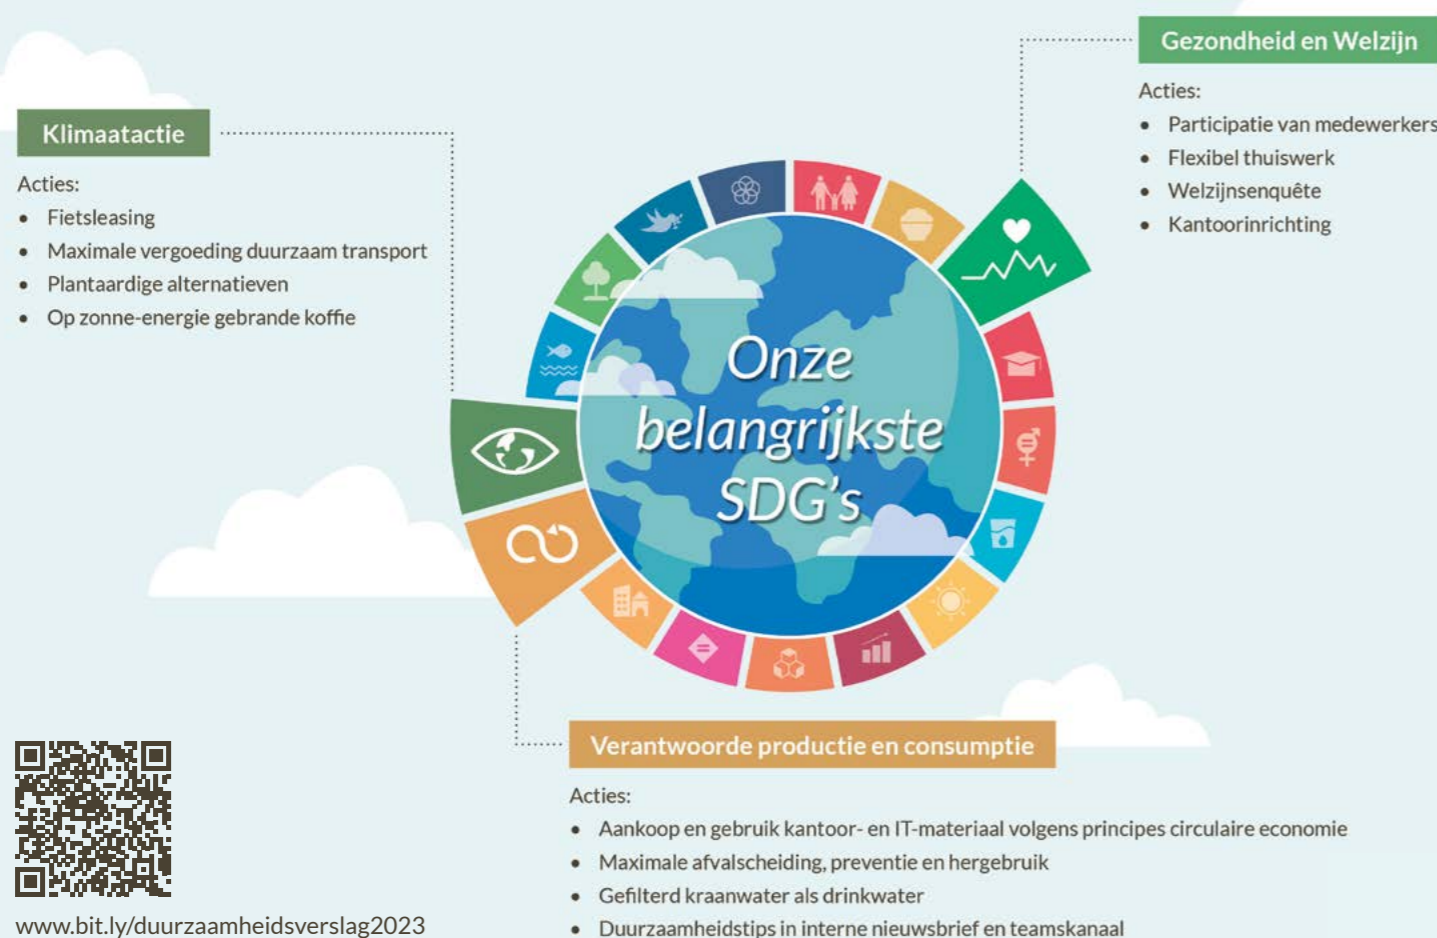 Gezondheid en Welzijn
Acties:
• Participatie van medewerkers
• Flexibel thuiswerk
• Welzijnsenquête
• Kantoorinrichting
Klimaatactie
Acties:
• Fietsleasing
• Maximale vergoeding duurzaam transport
• Plantaardige alternatieven
• Op zonne-energie gebrande koffie
Onze
belangrijkste
SDG's
Verantwoorde productie en consumptie
Acties:
• Aankoop en gebruik kantoor- en IT-materiaal volgens principes circulaire economie
• Maximale afvalscheiding, preventie en hergebruik
• Gefilterd kraanwater als drinkwater
• Duurzaamheidstips in interne nieuwsbrief en teamskanaal
www.bit.ly/duurzaamheidsverslag2023